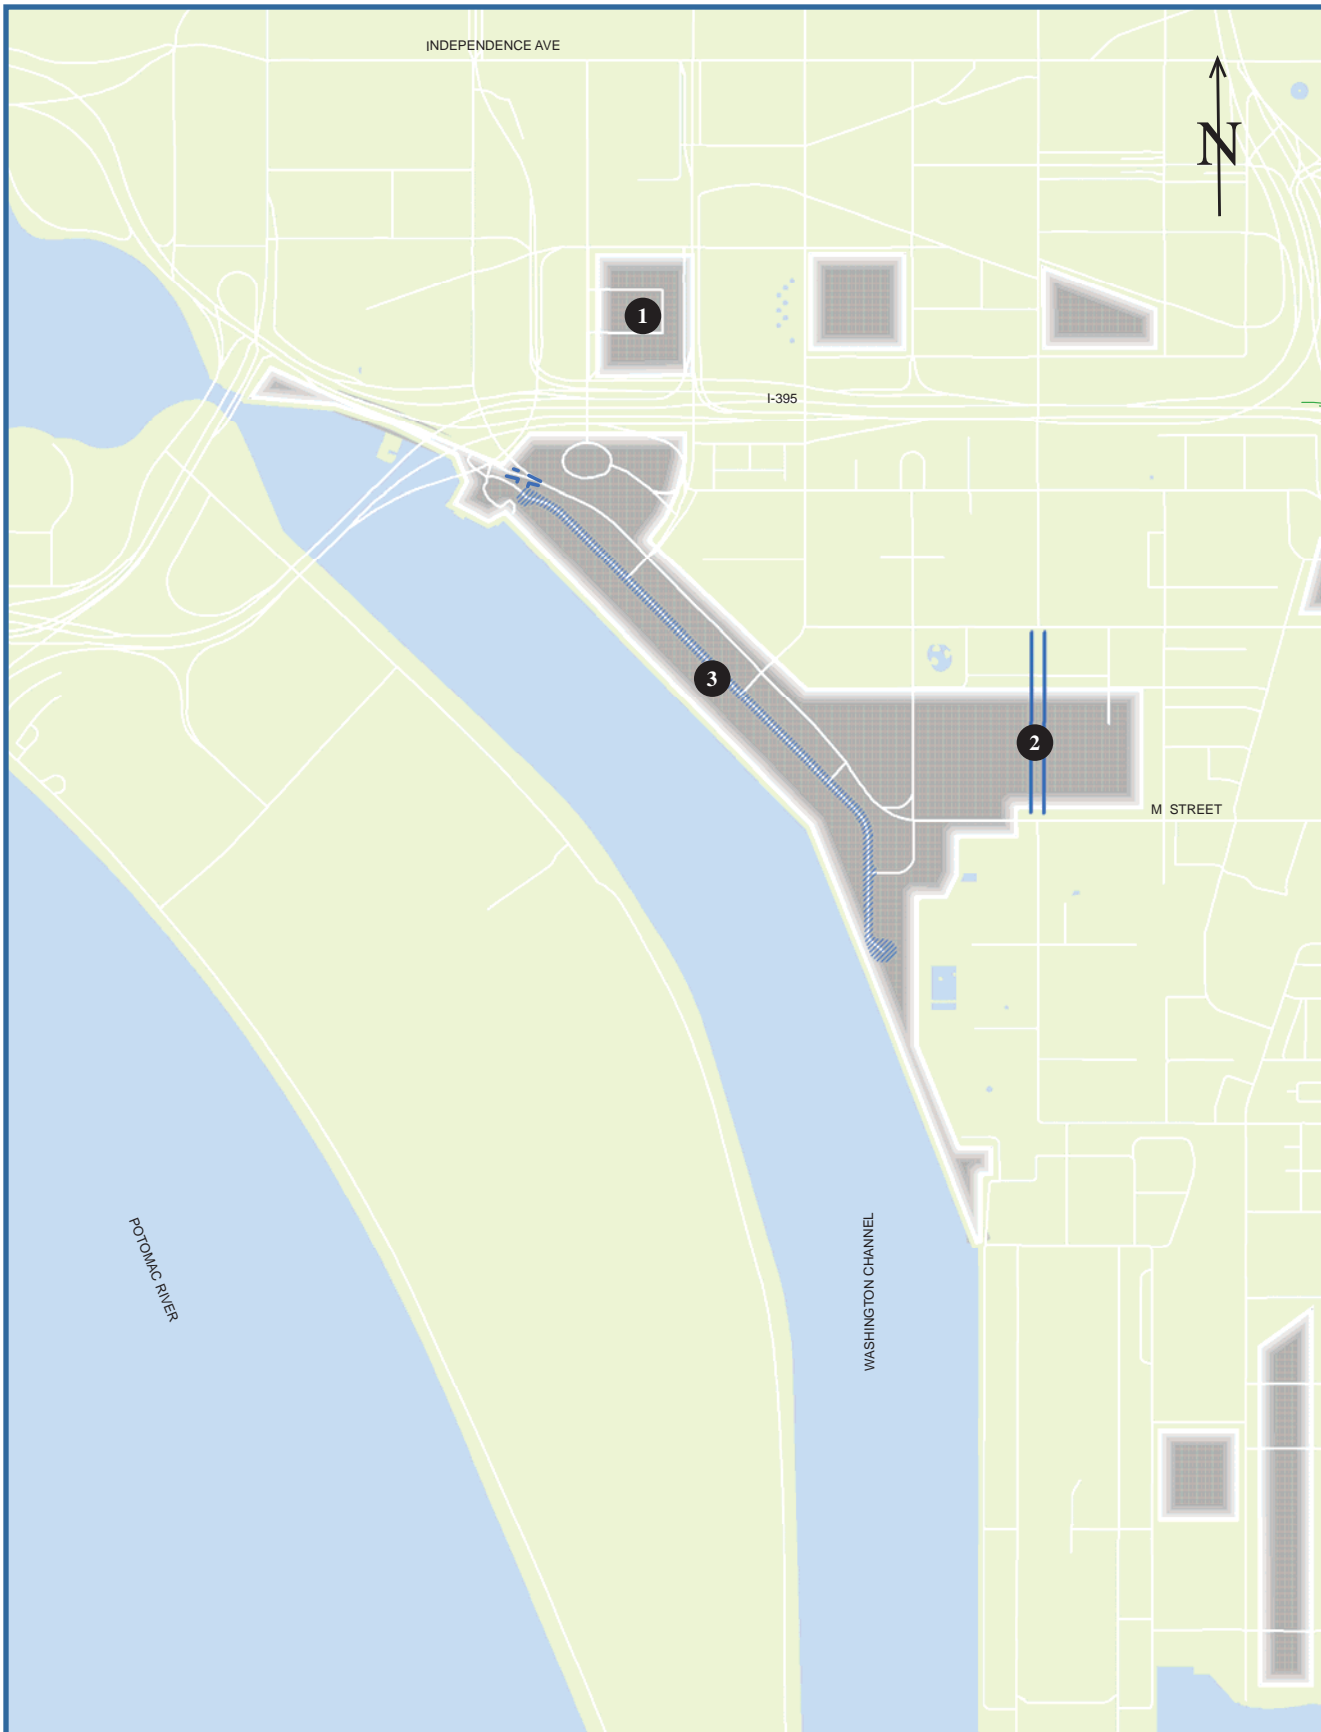 INDEPENDENCE AVE
N
1
I-395
3
2
M STREET
POTOMAC RIVER
WASHINGTON CHANNEL